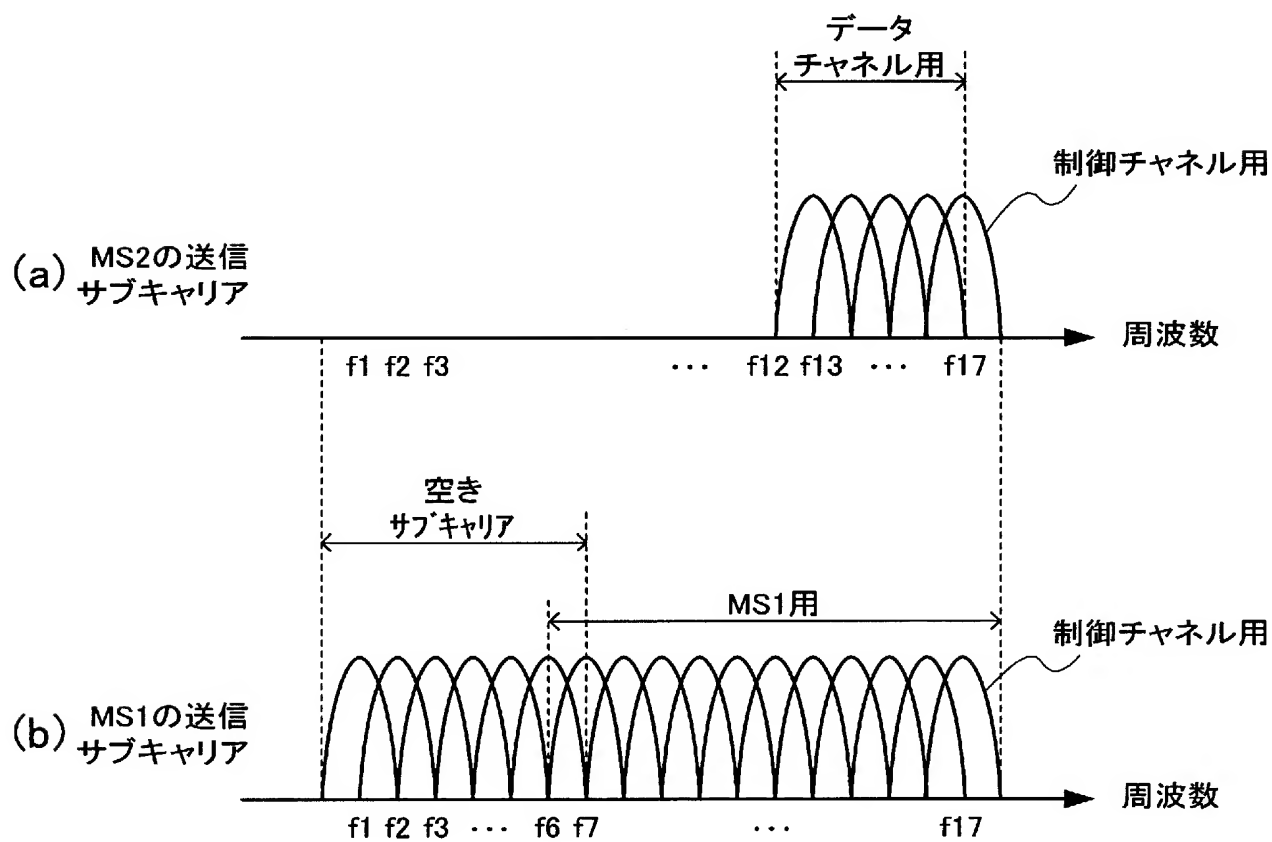 データ
チャネル用
制御チャネル用
(a) MS2の送信
サブキャリア
周波数
f1 f2 f3 ･･･ f12 f13 ･･･ f17
空き
サブキャリア
MS1用
制御チャネル用
(b) MS1の送信
サブキャリア
周波数
f1 f2 f3 ･･･ f6 f7 ･･･ f17